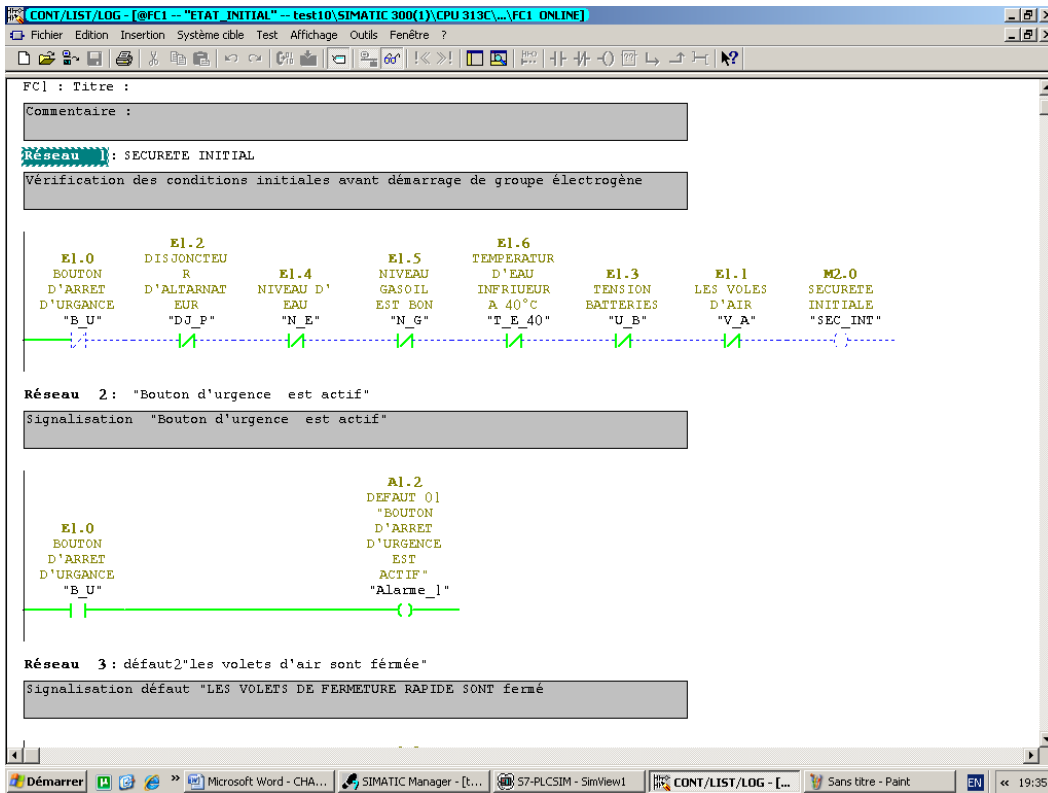 CONT/LIST/LOG - [@FC1 -- "ETAT_INITIAL" -- test10\SIMATIC 300(1)\CPU 313C\...\FC1 ONLINE]
Fichier Edition Insertion Système cible Test Affichage Outils Fenêtre ?
FC1 : Titre :
Commentaire :
Réseau 1: SECURETE INITIAL
Vérification des conditions initiales avant démarrage de groupe électrogène
E1.0
BOUTON
D'ARRET
D'URGANCE
"B_U"
E1.2
DISJONCTEU
R
D'ALTARNAT
EUR
"DJ_P"
E1.4
NIVEAU D'
EAU
"N_E"
E1.5
NIVEAU
GASOIL
EST BON
"N_G"
E1.6
TEMPERATUR
D'EAU
INFRIUEUR
A 40°C
"T_E_40"
E1.3
TENSION
BATTERIES
"U_B"
E1.1
LES VOLES
D'AIR
"V_A"
M2.0
SECURETE
INITIALE
"SEC_INT"
Réseau 2: "Bouton d'urgence est actif"
Signalisation "Bouton d'urgence est actif"
E1.0
BOUTON
D'ARRET
D'URGANCE
"B_U"
A1.2
DEFAUT 01
"BOUTON
D'ARRET
D'URGENCE
EST
ACTIF"
"Alarme_1"
Réseau 3: défaut2"les volets d'air sont férmée"
Signalisation défaut "LES VOLETS DE FERMETURE RAPIDE SONT fermé
Démarrer » Microsoft Word - CHA... SIMATIC Manager - [t... S7-PLCSIM - SimView1 CONT/LIST/LOG - [... Sans titre - Paint EN « 19:35